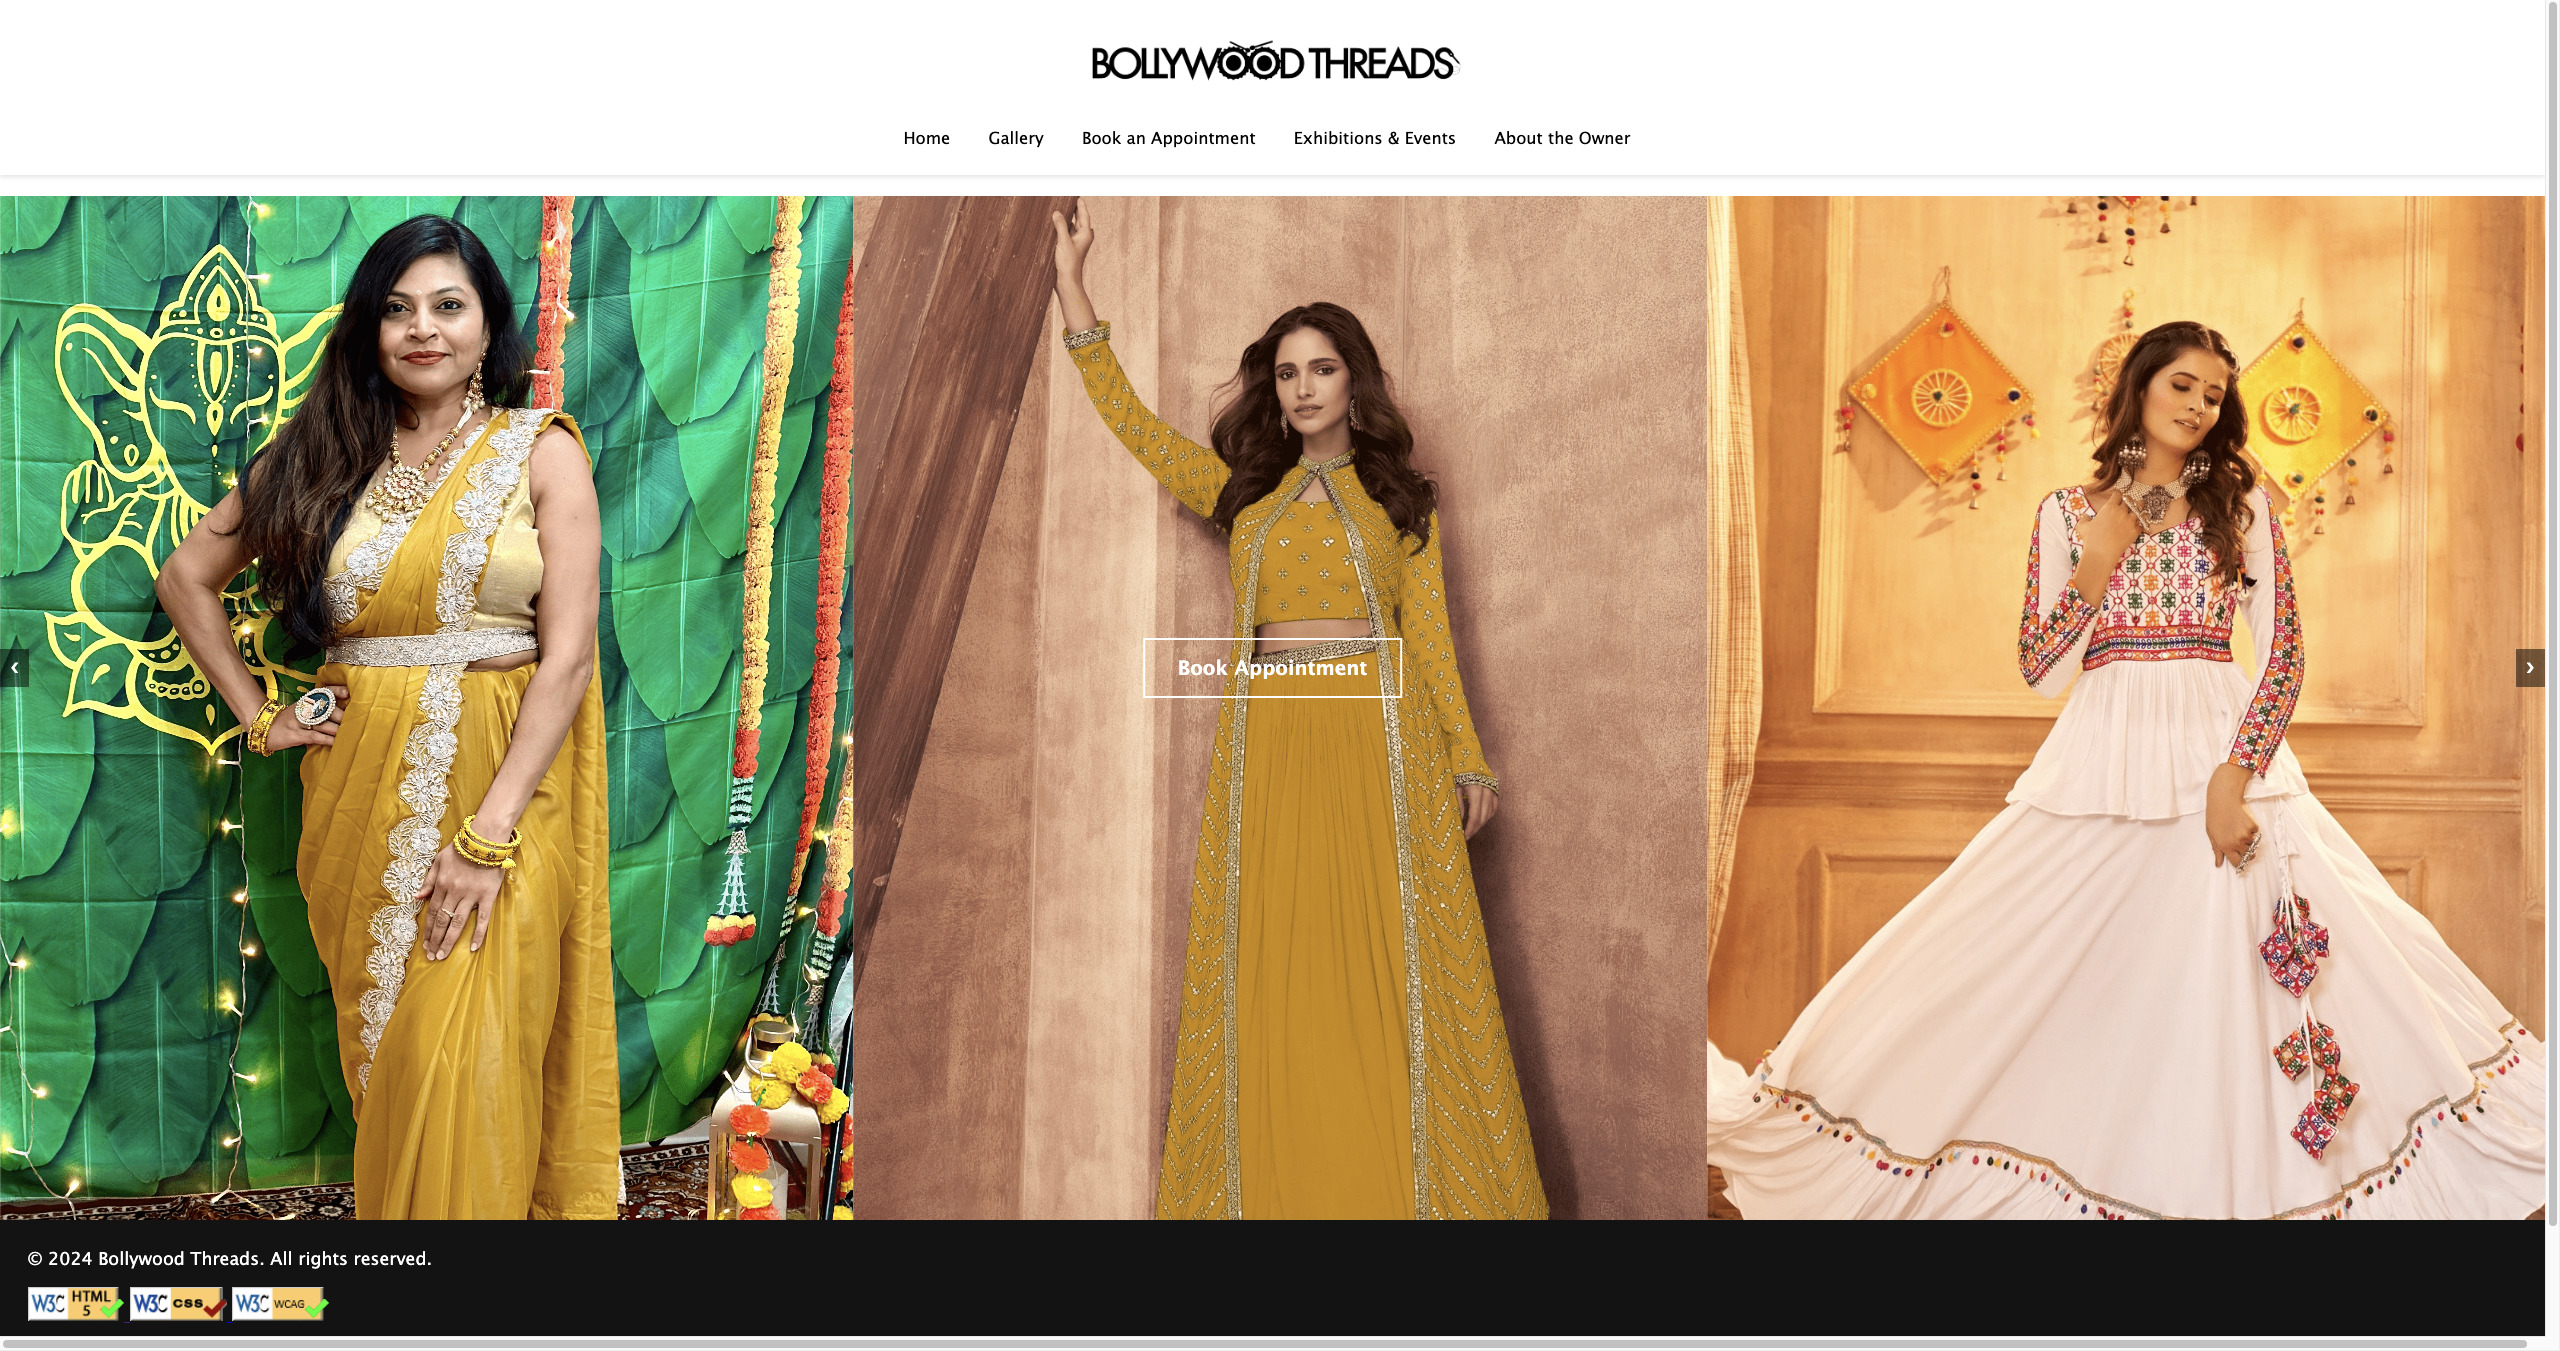 BOLLYWOOD THREADS
Home Gallery Book an Appointment Exhibitions & Events About the Owner
‹ Book Appointment ›
© 2024 Bollywood Threads. All rights reserved.
W3C HTML 5 W3C css W3C WCAG